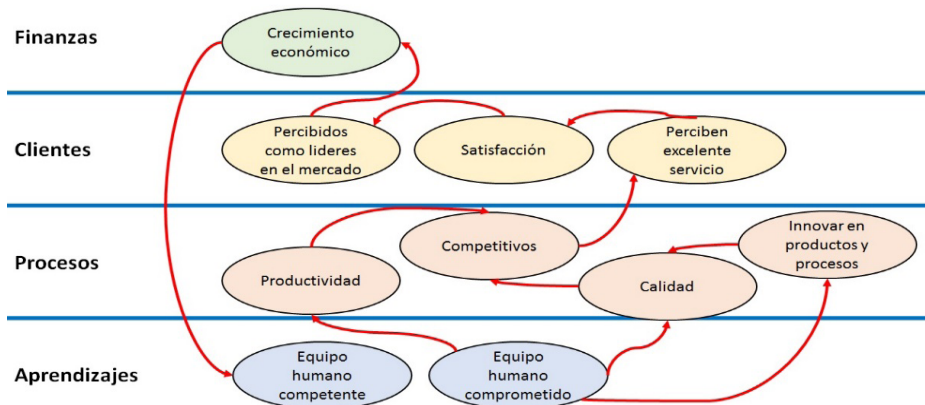 Finanzas
Crecimiento
económico
Clientes
Percibidos
como lideres
en el mercado
Satisfacción
Perciben
excelente
servicio
Procesos
Productividad
Competitivos
Calidad
Innovar en
productos y
procesos
Aprendizajes
Equipo
humano
competente
Equipo
humano
comprometido